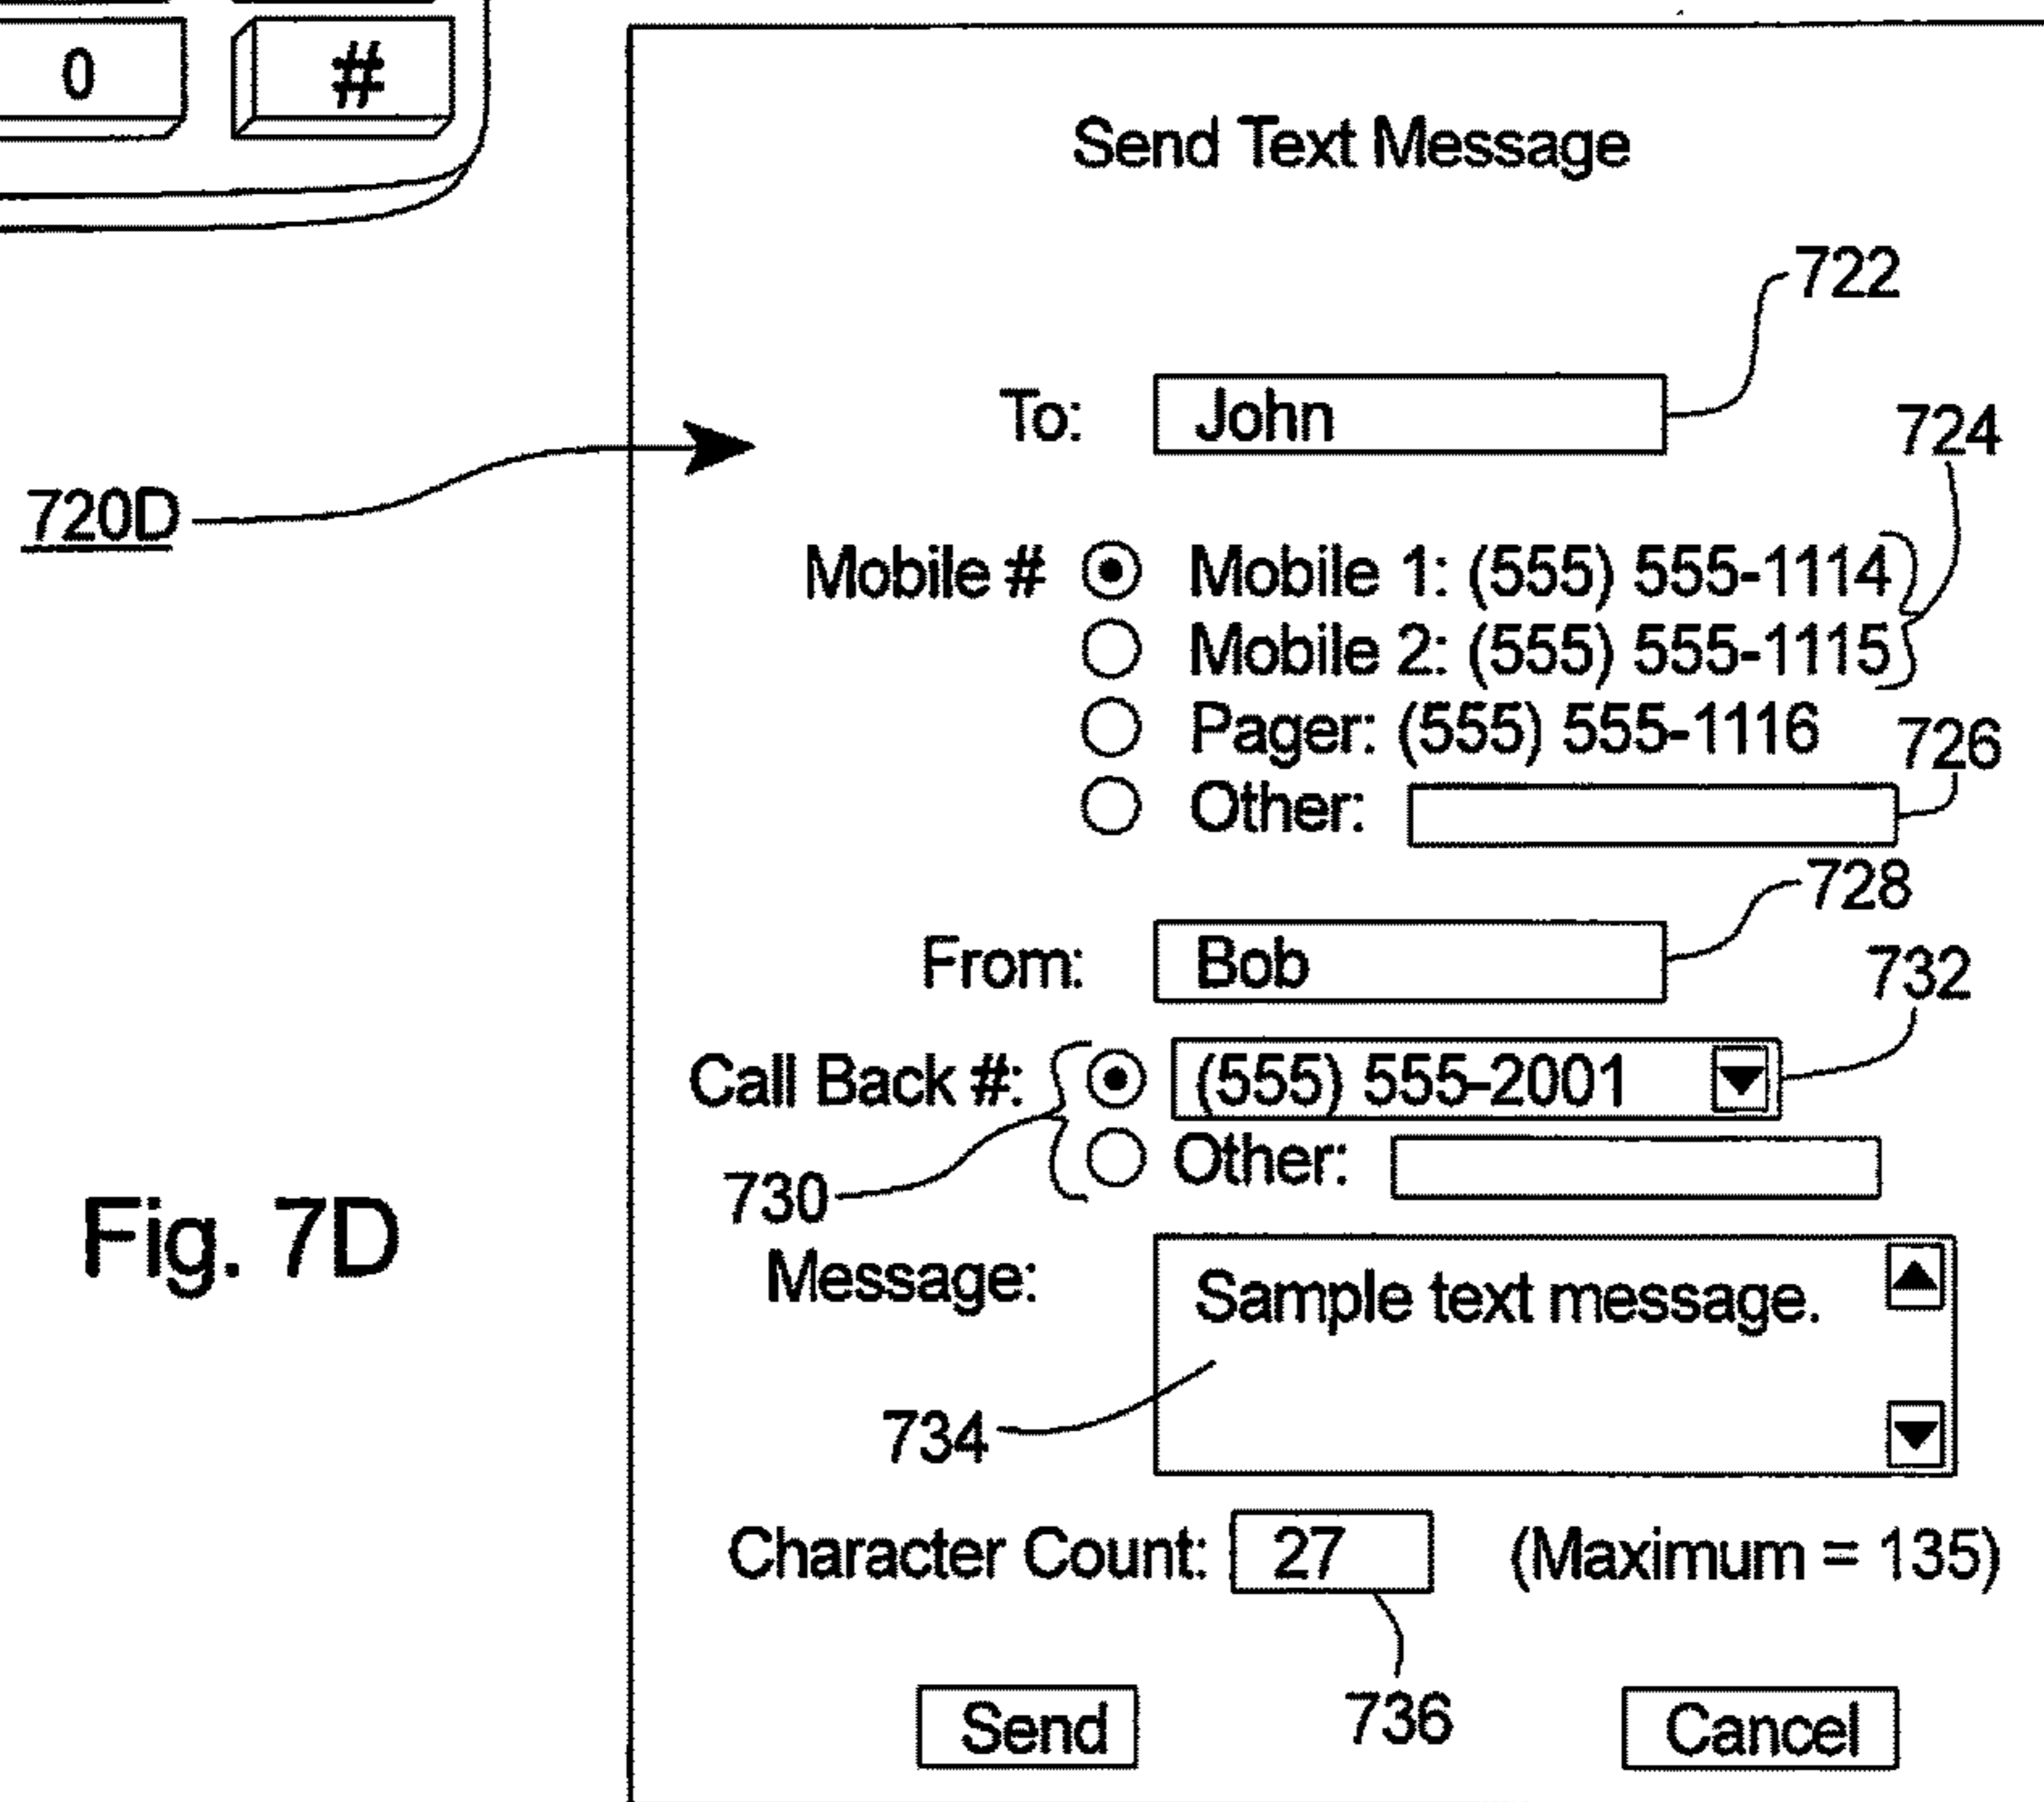 0 #
Send Text Message
722
To: John
724
720D
Mobile # Mobile 1: (555) 555-1114
Mobile 2: (555) 555-1115
Pager: (555) 555-1116
726
Other:
728
From: Bob
732
Call Back #: (555) 555-2001
Other:
730
Fig. 7D
Message: Sample text message.
734
Character Count: 27 (Maximum = 135)
736
Send Cancel